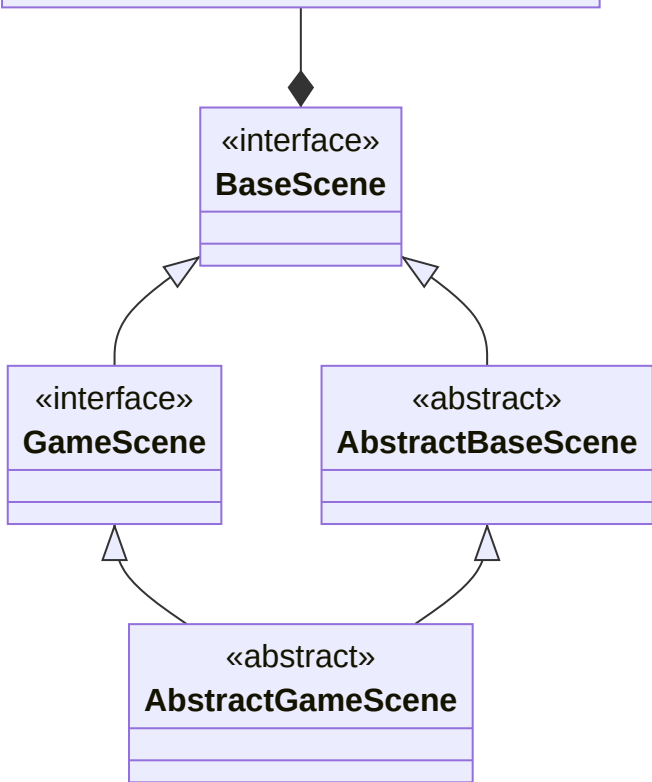 «interface»
BaseScene
«interface»
GameScene
«abstract»
AbstractBaseScene
«abstract»
AbstractGameScene